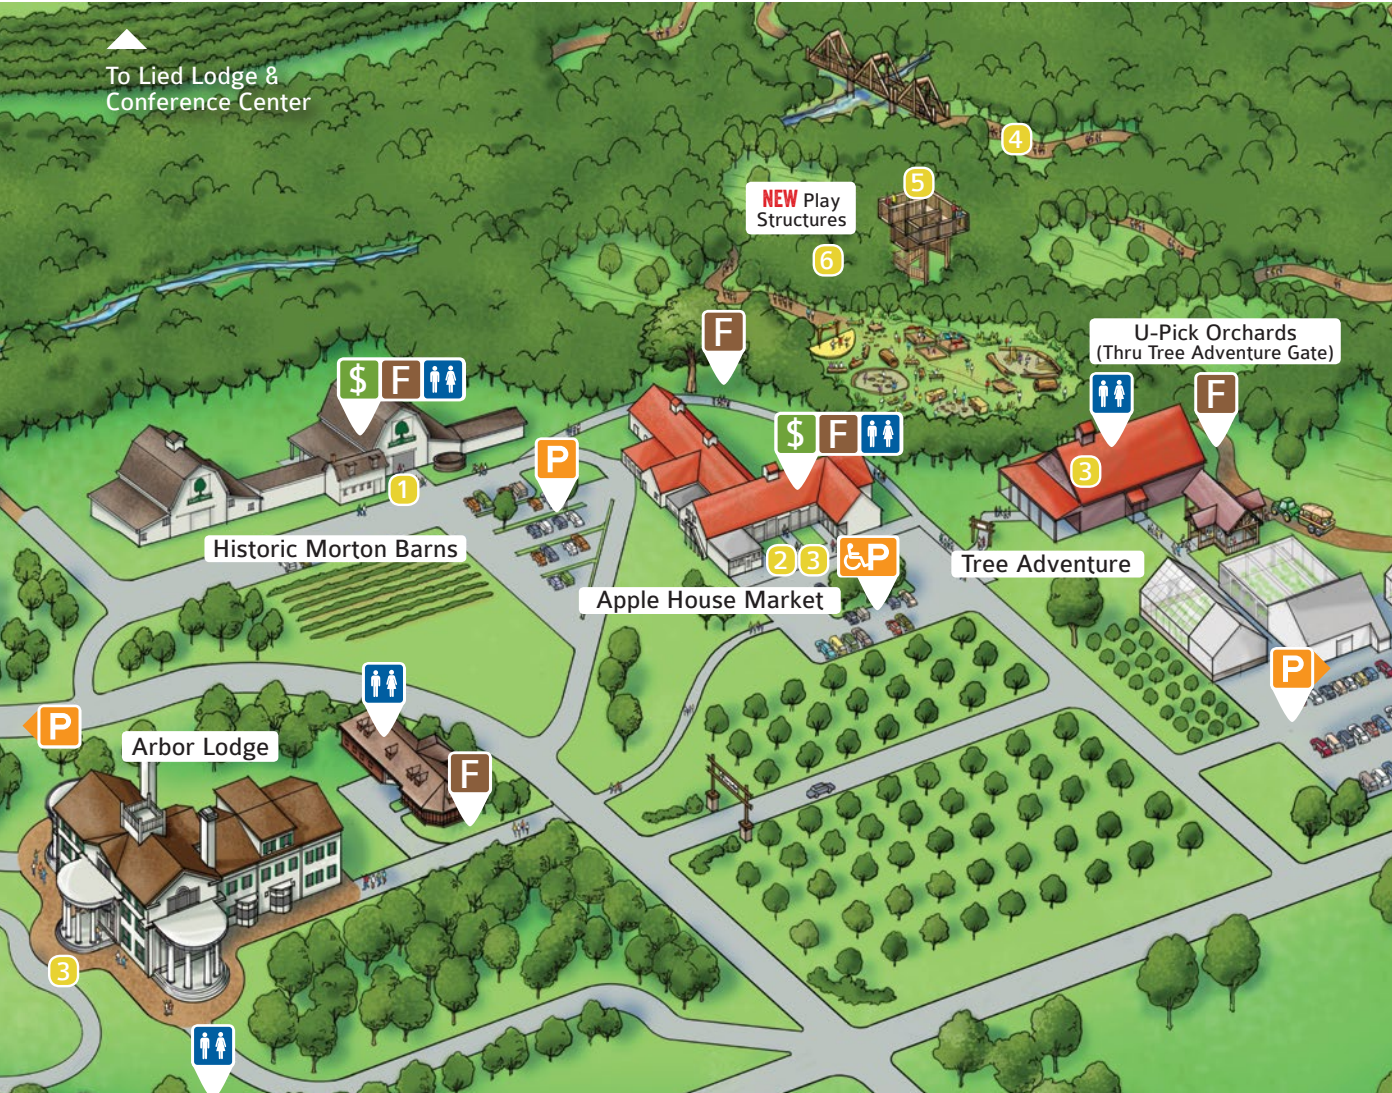 To Lied Lodge &
Conference Center
4
5
NEW Play
Structures
6
F
U-Pick Orchards
(Thru Tree Adventure Gate)
$ F
F
$ F
P
3
1
Historic Morton Barns
2 3 P
Tree Adventure
Apple House Market
P
P
Arbor Lodge
F
3